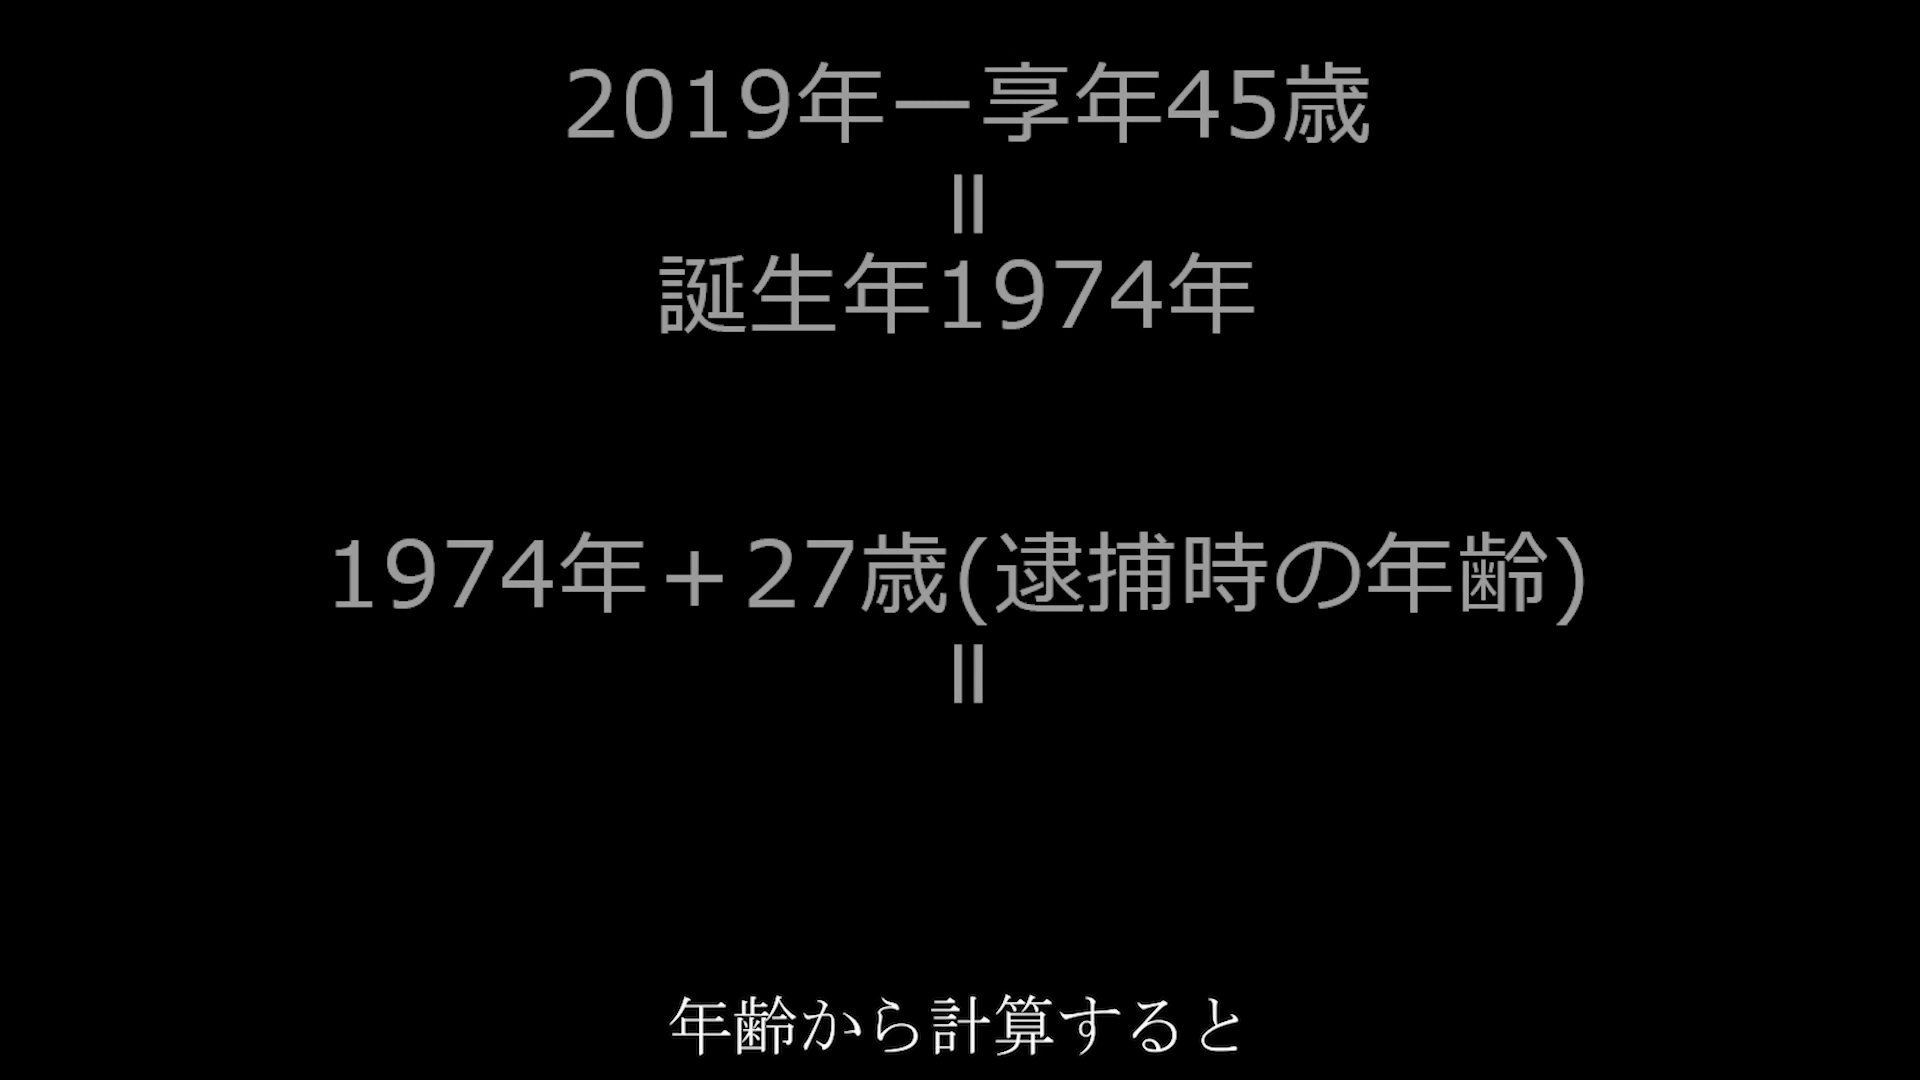 2019年ー享年45歳
=
誕生年1974年
1974年+27歳(逮捕時の年齢)
=
年齢から計算すると